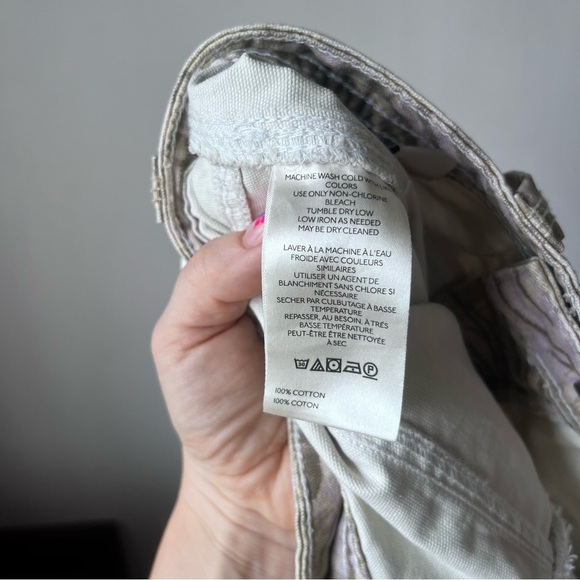 MACHINE WASH COLD WITH LIKE
COLORS
USE ONLY NON-CHLORINE
BLEACH
TUMBLE DRY LOW
LOW IRON AS NEEDED
MAY BE DRY CLEANED
LAVER À LA MACHINE À L'EAU
FROIDE AVEC COULEURS
SIMILAIRES
UTILISER UN AGENT DE
BLANCHIMENT SANS CHLORE SI
NÉCESSAIRE
SECHER PAR CULBUTAGE À BASSE
TEMPÉRATURE
REPASSER, AU BESOIN, À TRÈS
BASSE TEMPÉRATURE
PEUT-ÊTRE ÊTRE NETTOYÉE
À SEC
100% COTTON
100% COTON